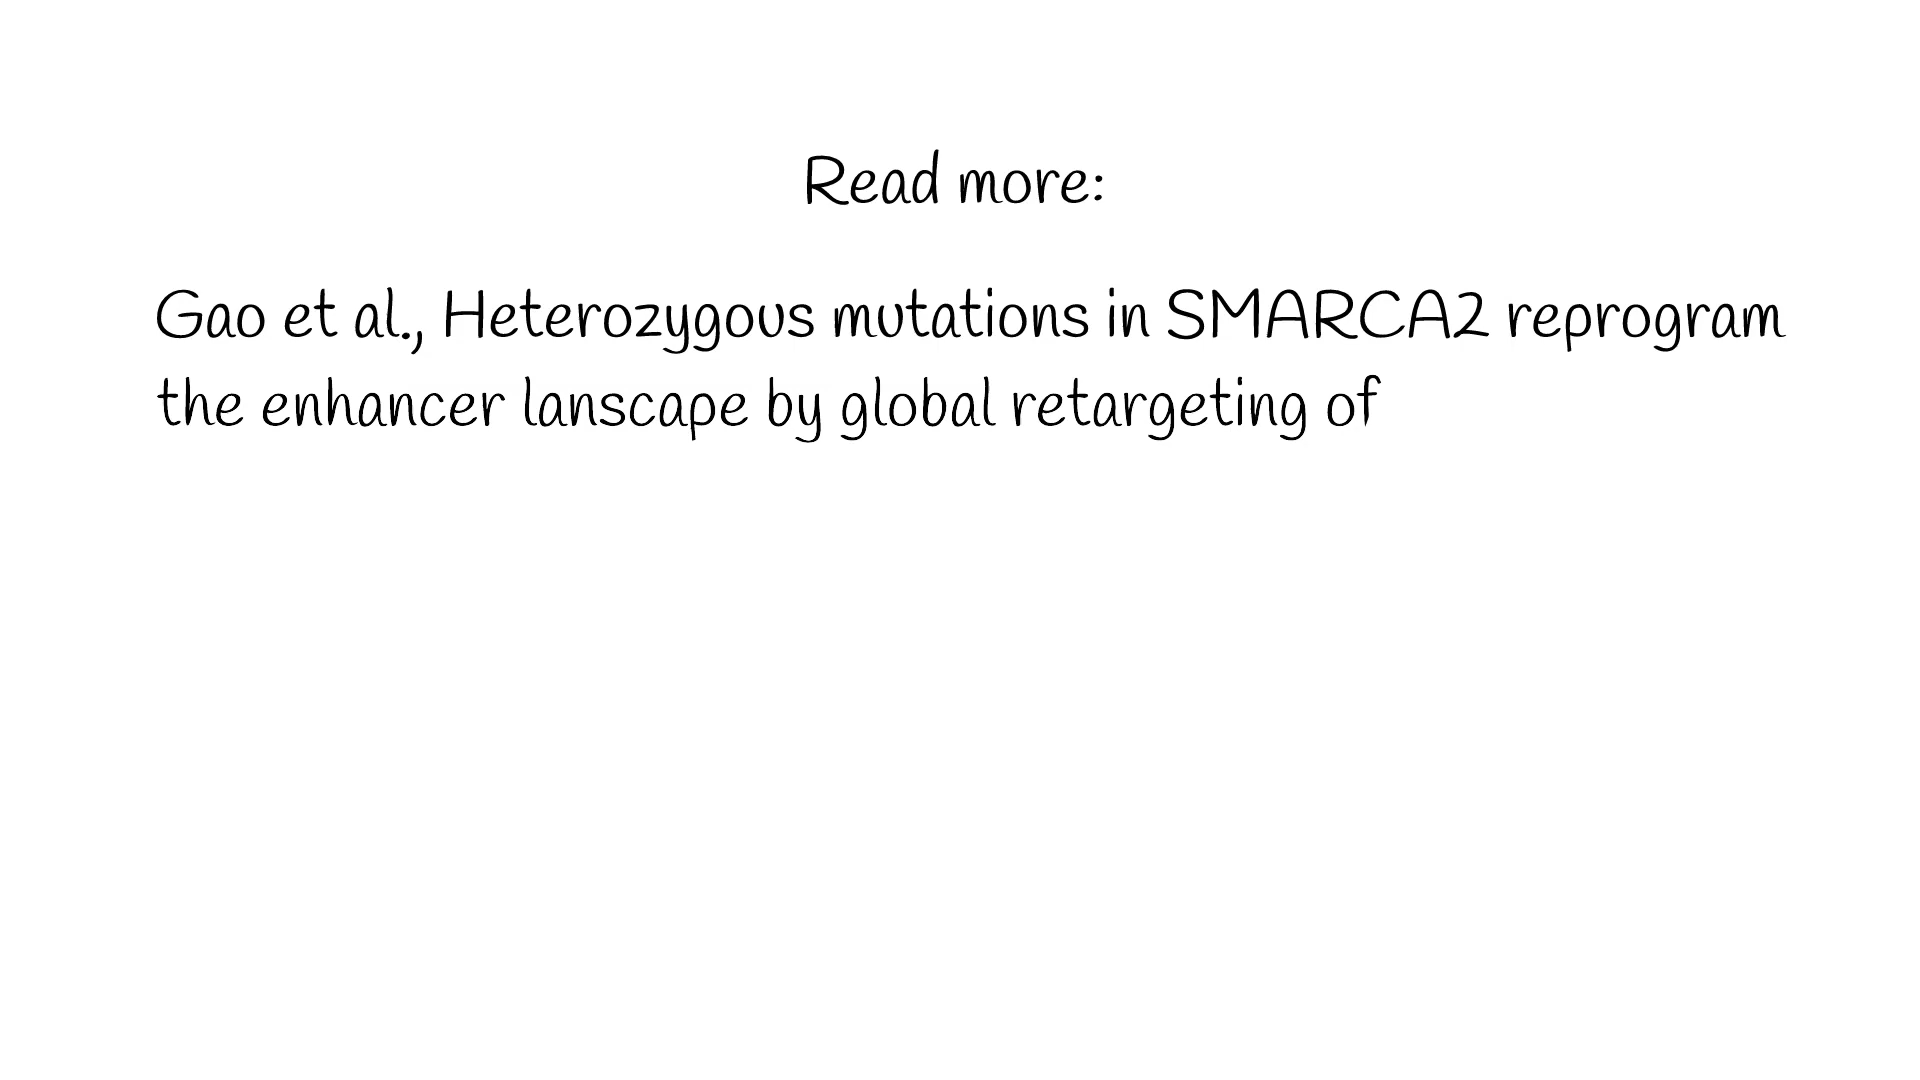 Read more:
Gao et al., Heterozygous mutations in SMARCA2 reprogram
the enhancer lanscape by global retargeting of